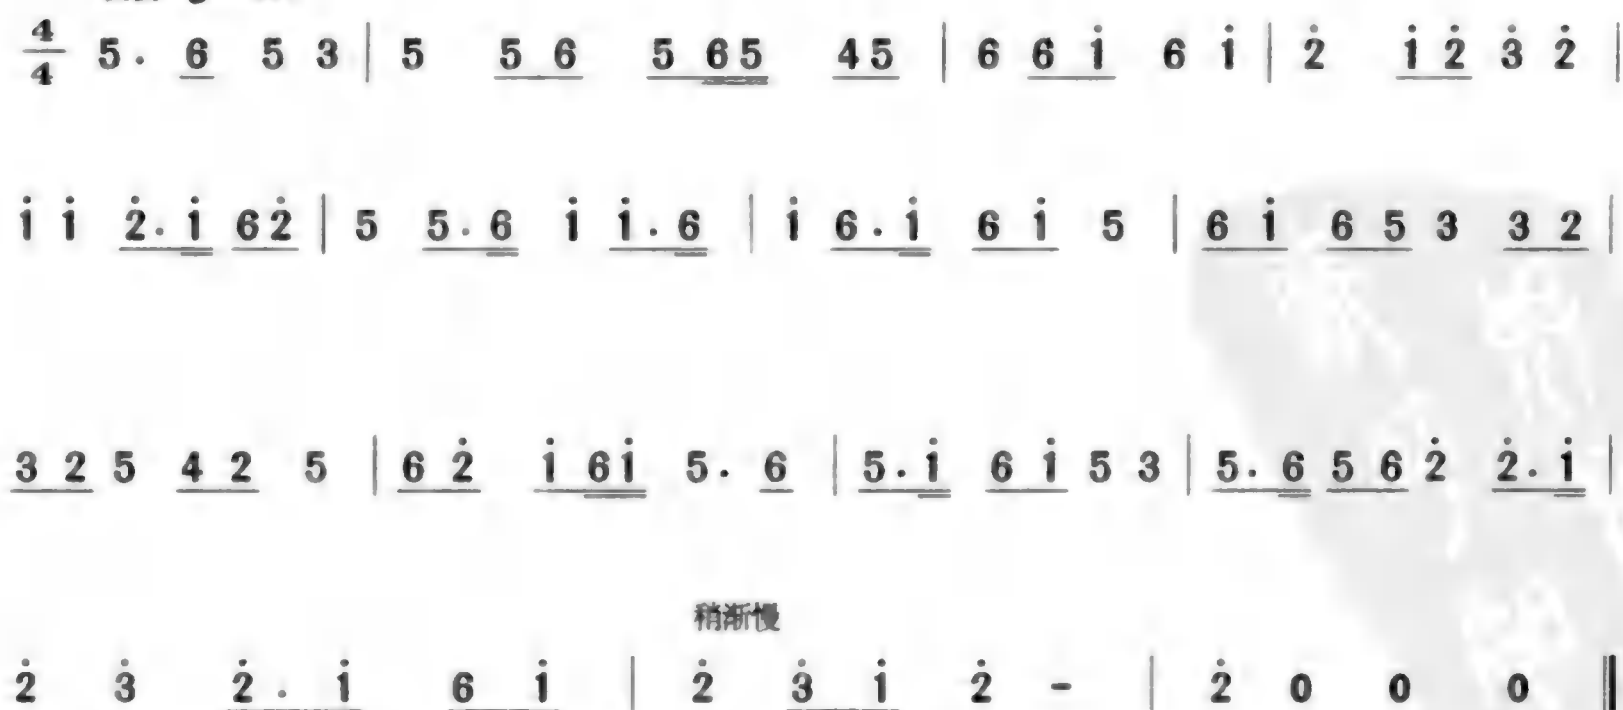 4/4 5. 6 5 3 | 5 5 6 5 65 45 | 6 6 i 6 i | 2̇ i 2̇ 3̇ 2̇ |
i i 2̇. i 6 2̇ | 5 5. 6 i i. 6 | i 6. i 6 i 5 | 6 i 6 5 3 3 2 |
3 2 5 4 2 5 | 6 2̇ i 6i 5. 6 | 5. i 6 i 5 3 | 5. 6 5 6 2̇ 2̇. i |
稍渐慢
2̇ 3̇ 2̇. i 6 i | 2̇ 3̇ i 2̇ - | 2̇ 0 0 0 ‖